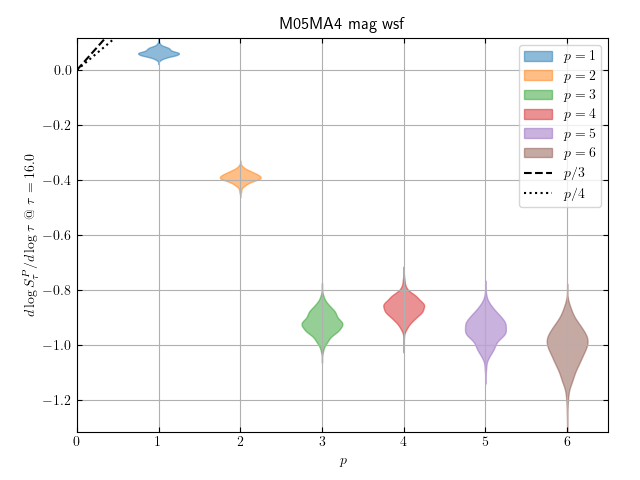 M05MA4 mag wsf
d log S_τ^P / d log τ @ τ = 16.0
0.0
−0.2
−0.4
−0.6
−0.8
−1.0
−1.2
p = 1
p = 2
p = 3
p = 4
p = 5
p = 6
p/3
p/4
0 1 2 3 4 5 6
p